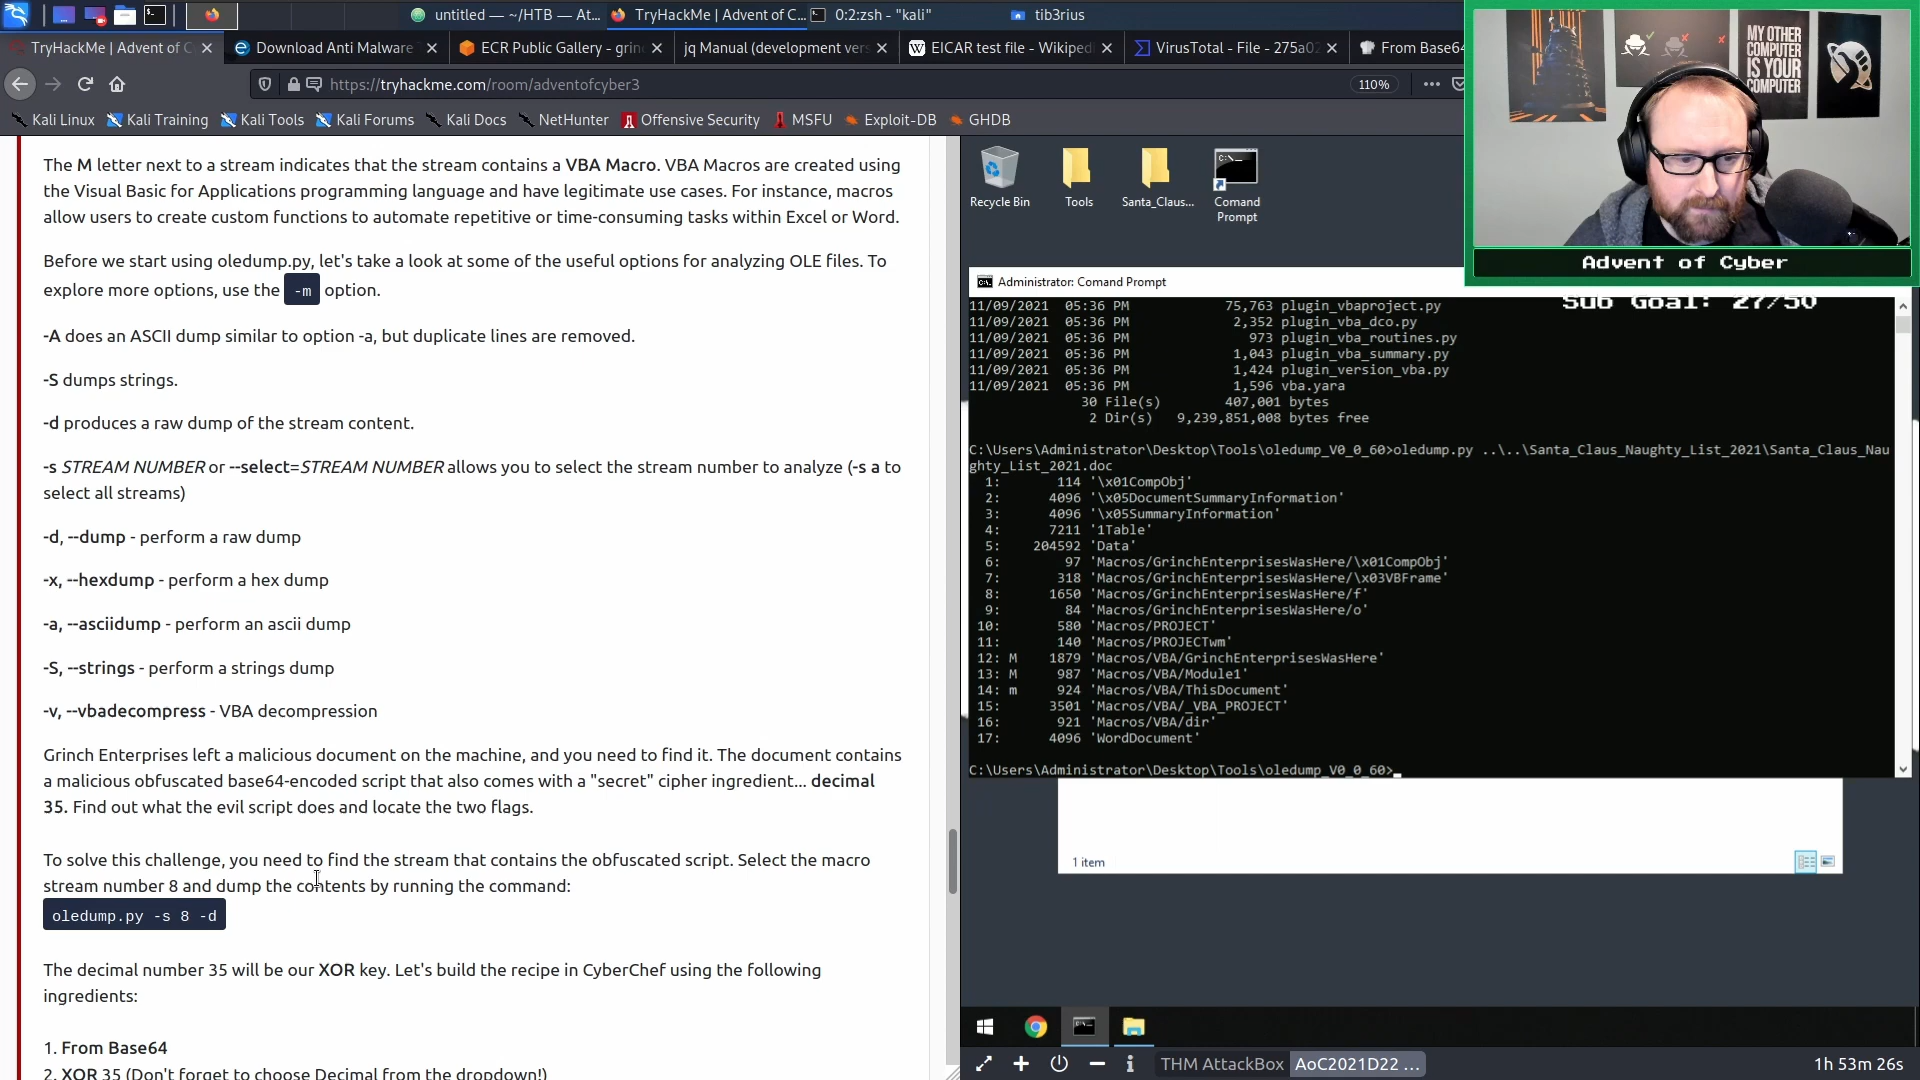 untitled — ~/HTB — At...
TryHackMe | Advent of C...
0:2:zsh - "kali"
tib3rius
TryHackMe | Advent of C
Download Anti Malware
ECR Public Gallery - grin
jq Manual (development ver
EICAR test file - Wikiped
VirusTotal - File - 275a02
From Base64
https://tryhackme.com/room/adventofcyber3
110%
Kali Linux
Kali Training
Kali Tools
Kali Forums
Kali Docs
NetHunter
Offensive Security
MSFU
Exploit-DB
GHDB
MY OTHER
COMPUTER
IS YOUR
COMPUTER
Advent of Cyber
The M letter next to a stream indicates that the stream contains a VBA Macro. VBA Macros are created using
the Visual Basic for Applications programming language and have legitimate use cases. For instance, macros
allow users to create custom functions to automate repetitive or time-consuming tasks within Excel or Word.
Before we start using oledump.py, let's take a look at some of the useful options for analyzing OLE files. To
explore more options, use the -m option.
-A does an ASCII dump similar to option -a, but duplicate lines are removed.
-S dumps strings.
-d produces a raw dump of the stream content.
-s STREAM NUMBER or --select=STREAM NUMBER allows you to select the stream number to analyze (-s a to
select all streams)
-d, --dump - perform a raw dump
-x, --hexdump - perform a hex dump
-a, --asciidump - perform an ascii dump
-S, --strings - perform a strings dump
-v, --vbadecompress - VBA decompression
Grinch Enterprises left a malicious document on the machine, and you need to find it. The document contains
a malicious obfuscated base64-encoded script that also comes with a "secret" cipher ingredient... decimal
35. Find out what the evil script does and locate the two flags.
To solve this challenge, you need to find the stream that contains the obfuscated script. Select the macro
stream number 8 and dump the contents by running the command:
oledump.py -s 8 -d
The decimal number 35 will be our XOR key. Let's build the recipe in CyberChef using the following
ingredients:
1. From Base64
2. XOR 35 (Don't forget to choose Decimal from the dropdown!)
Recycle Bin
Tools
Santa_Claus...
Comand
Prompt
Administrator: Comand Prompt
Sub Goal: 27/50
11/09/2021 05:36 PM 75,763 plugin_vbaproject.py
11/09/2021 05:36 PM 2,352 plugin_vba_dco.py
11/09/2021 05:36 PM 973 plugin_vba_routines.py
11/09/2021 05:36 PM 1,043 plugin_vba_summary.py
11/09/2021 05:36 PM 1,424 plugin_version_vba.py
11/09/2021 05:36 PM 1,596 vba.yara
30 File(s) 407,001 bytes
2 Dir(s) 9,239,851,008 bytes free
C:\Users\Administrator\Desktop\Tools\oledump_V0_0_60>oledump.py ..\..\Santa_Claus_Naughty_List_2021\Santa_Claus_Nau
ghty_List_2021.doc
1: 114 '\x01CompObj'
2: 4096 '\x05DocumentSummaryInformation'
3: 4096 '\x05SummaryInformation'
4: 7211 '1Table'
5: 204592 'Data'
6: 97 'Macros/GrinchEnterprisesWasHere/\x01CompObj'
7: 318 'Macros/GrinchEnterprisesWasHere/\x03VBFrame'
8: 1650 'Macros/GrinchEnterprisesWasHere/f'
9: 84 'Macros/GrinchEnterprisesWasHere/o'
10: 580 'Macros/PROJECT'
11: 140 'Macros/PROJECTwm'
12: M 1879 'Macros/VBA/GrinchEnterprisesWasHere'
13: M 987 'Macros/VBA/Module1'
14: m 924 'Macros/VBA/ThisDocument'
15: 3501 'Macros/VBA/_VBA_PROJECT'
16: 921 'Macros/VBA/dir'
17: 4096 'WordDocument'
C:\Users\Administrator\Desktop\Tools\oledump_V0_0_60>_
1 item
THM AttackBox
AoC2021D22 ...
1h 53m 26s